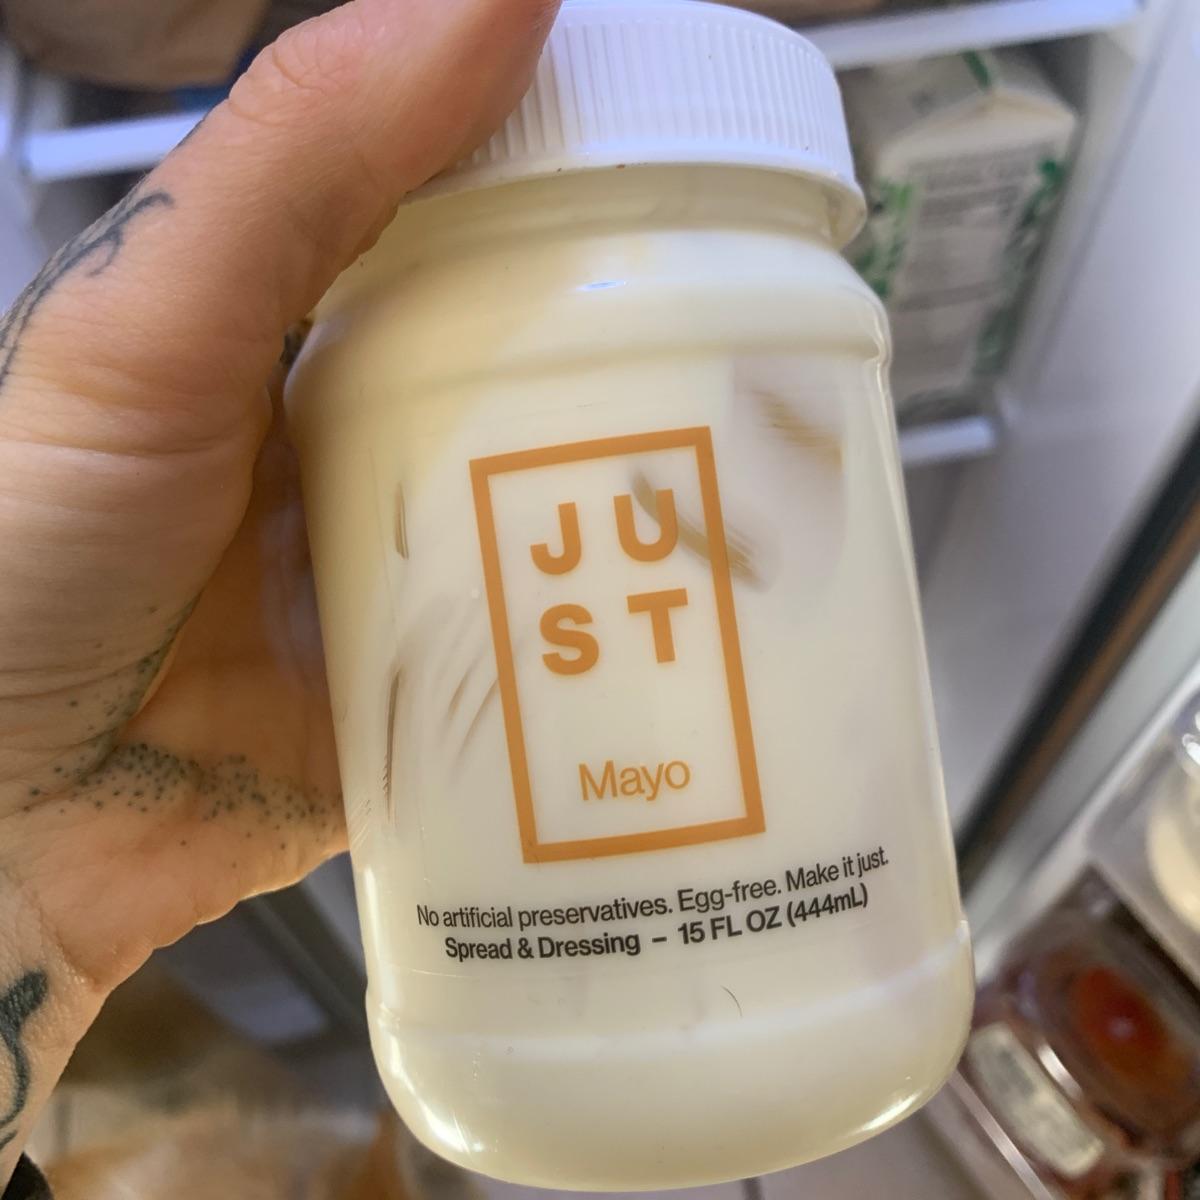 JU
ST
Mayo
No artificial preservatives. Egg-free. Make it just.
Spread & Dressing – 15 FL OZ (444mL)